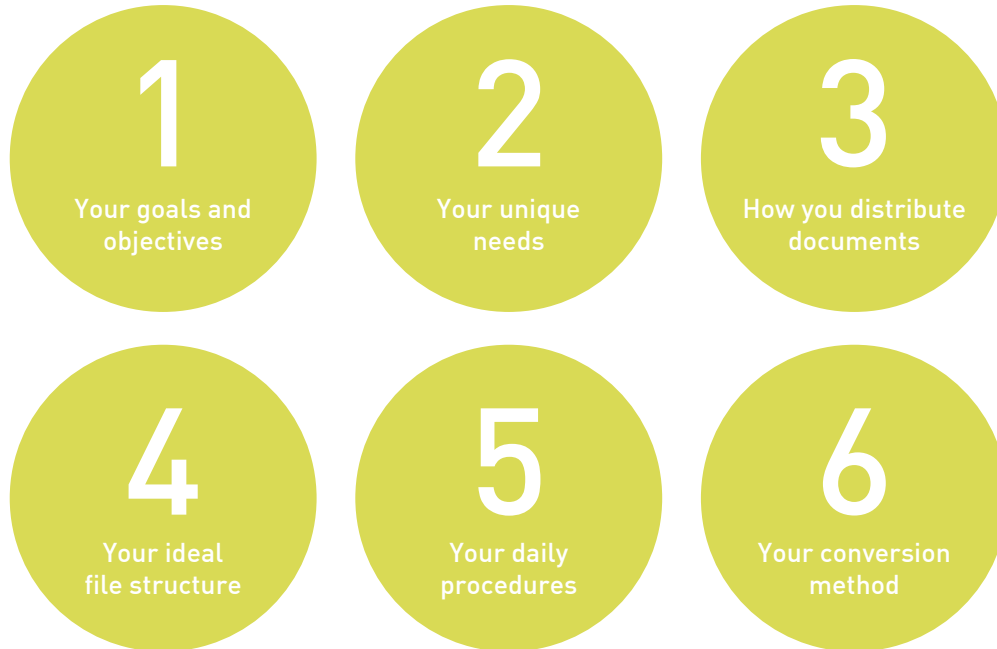 1
Your goals and
objectives
2
Your unique
needs
3
How you distribute
documents
4
Your ideal
file structure
5
Your daily
procedures
6
Your conversion
method